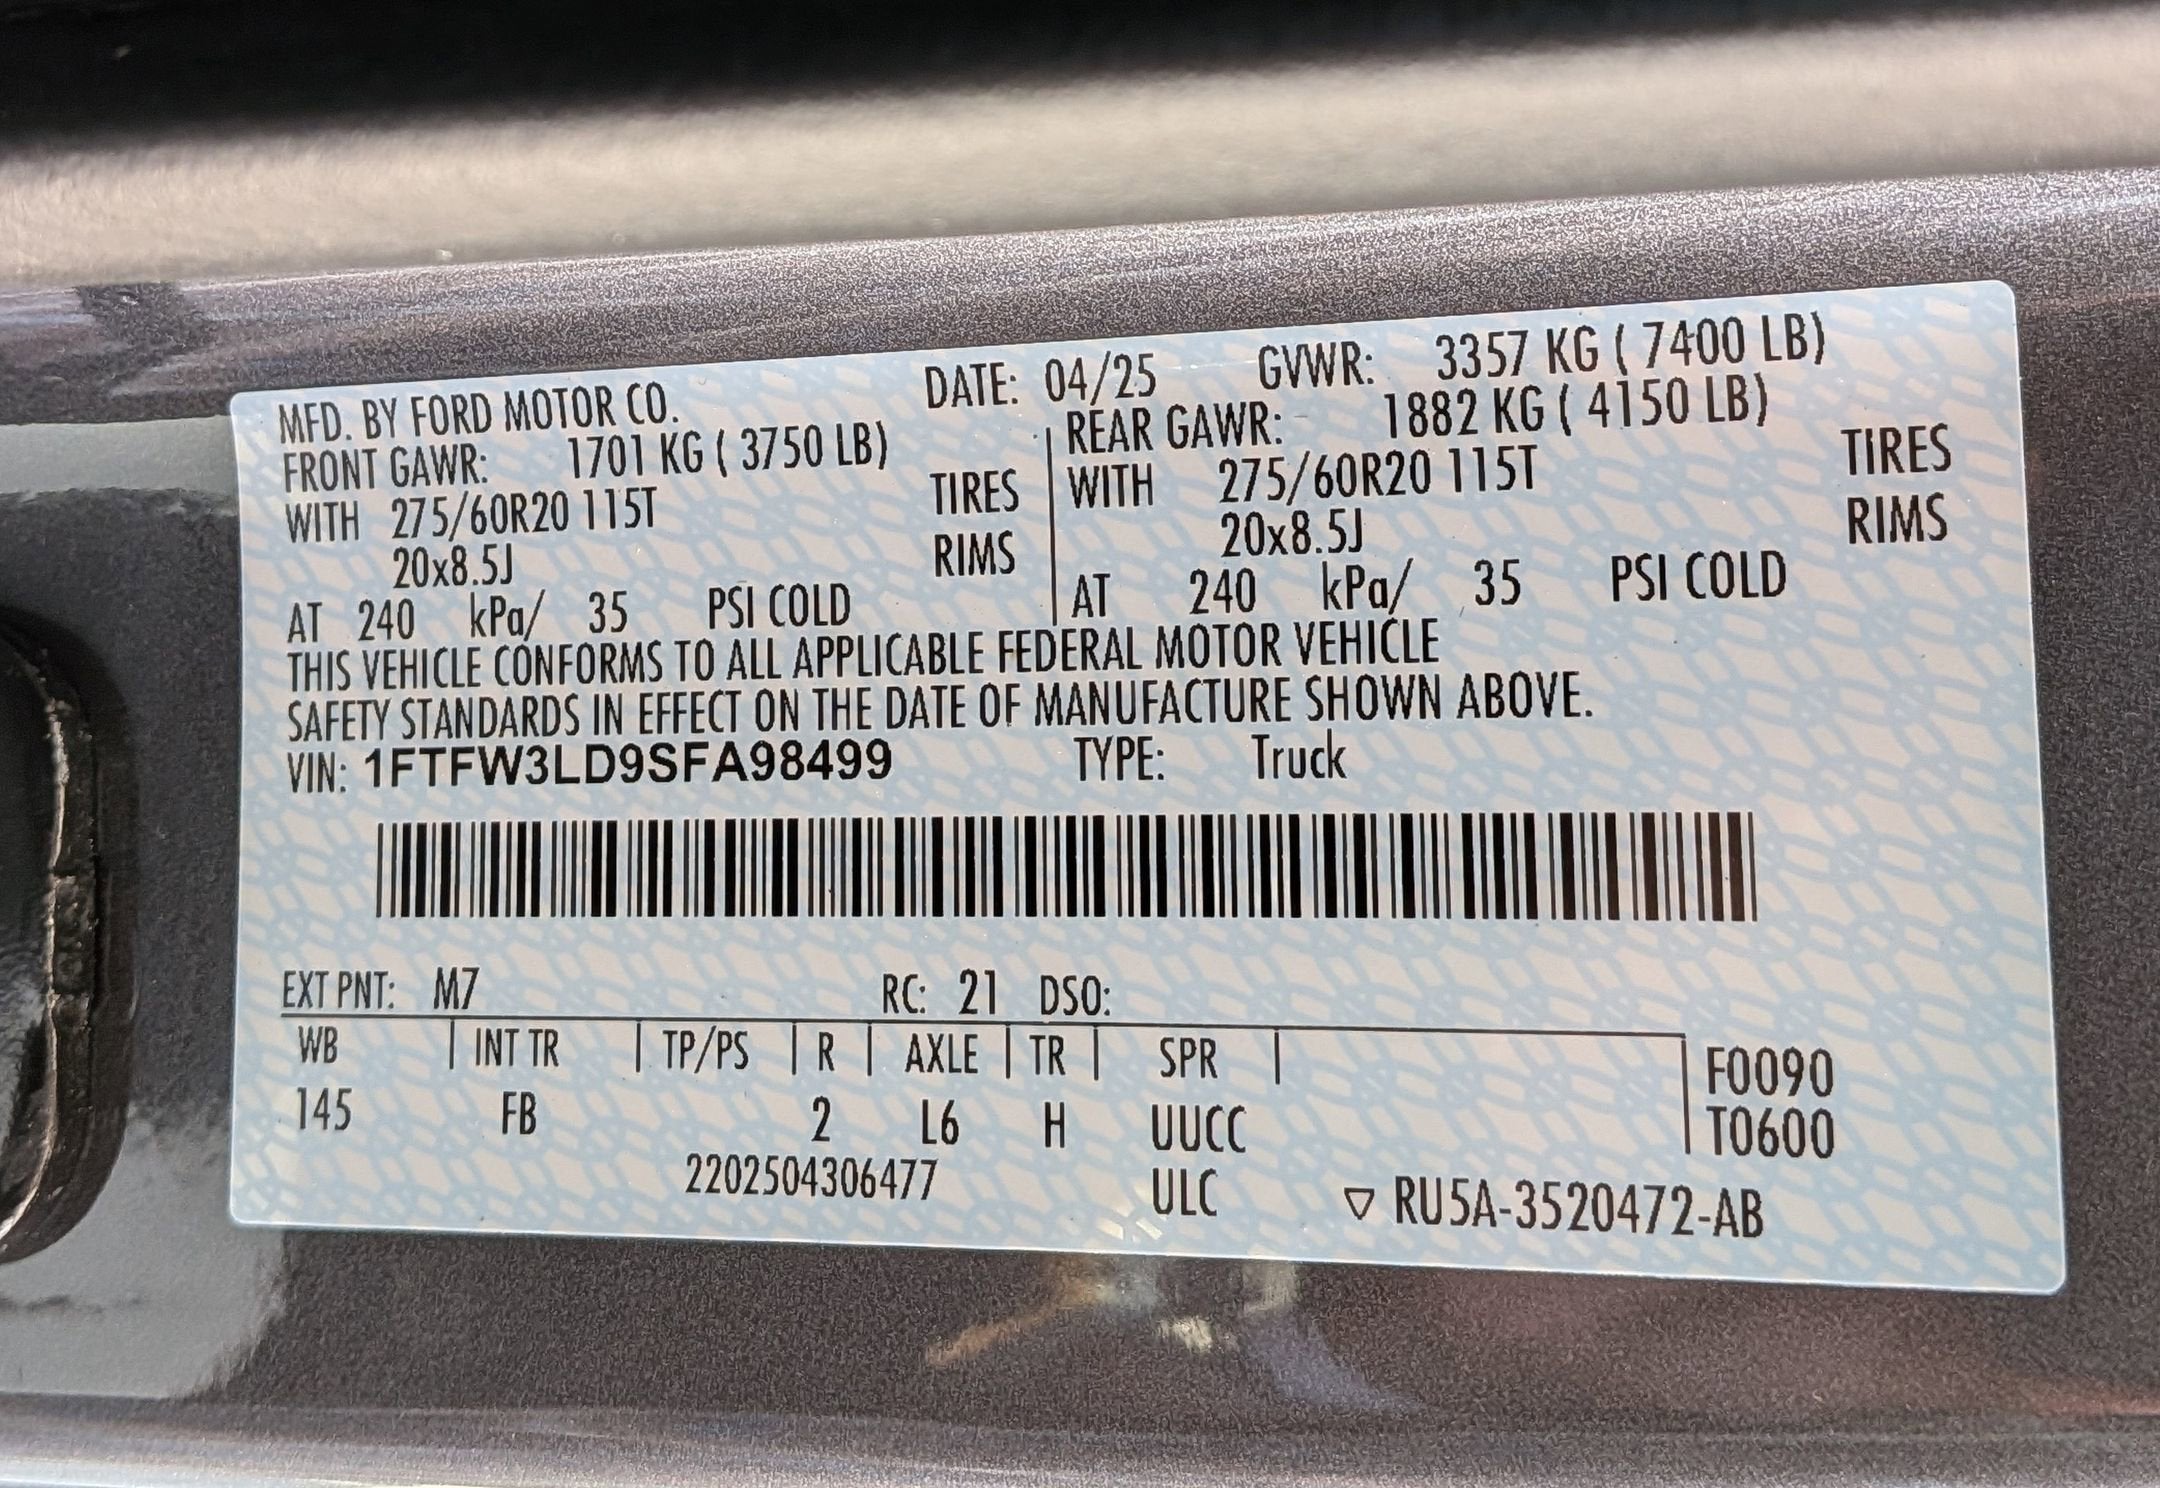 MFD. BY FORD MOTOR CO. DATE: 04/25 GVWR: 3357 KG ( 7400 LB)
FRONT GAWR: 1701 KG ( 3750 LB) REAR GAWR: 1882 KG ( 4150 LB)
WITH 275/60R20 115T TIRES WITH 275/60R20 115T TIRES
20x8.5J RIMS 20x8.5J RIMS
AT 240 kPa/ 35 PSI COLD AT 240 kPa/ 35 PSI COLD
THIS VEHICLE CONFORMS TO ALL APPLICABLE FEDERAL MOTOR VEHICLE
SAFETY STANDARDS IN EFFECT ON THE DATE OF MANUFACTURE SHOWN ABOVE.
VIN: 1FTFW3LD9SFA98499 TYPE: Truck
EXT PNT: M7 RC: 21 DSO:
WB INT TR TP/PS R AXLE TR SPR F0090
145 FB 2 L6 H UUCC T0600
2202504306477 ULC ▽ RU5A-3520472-AB